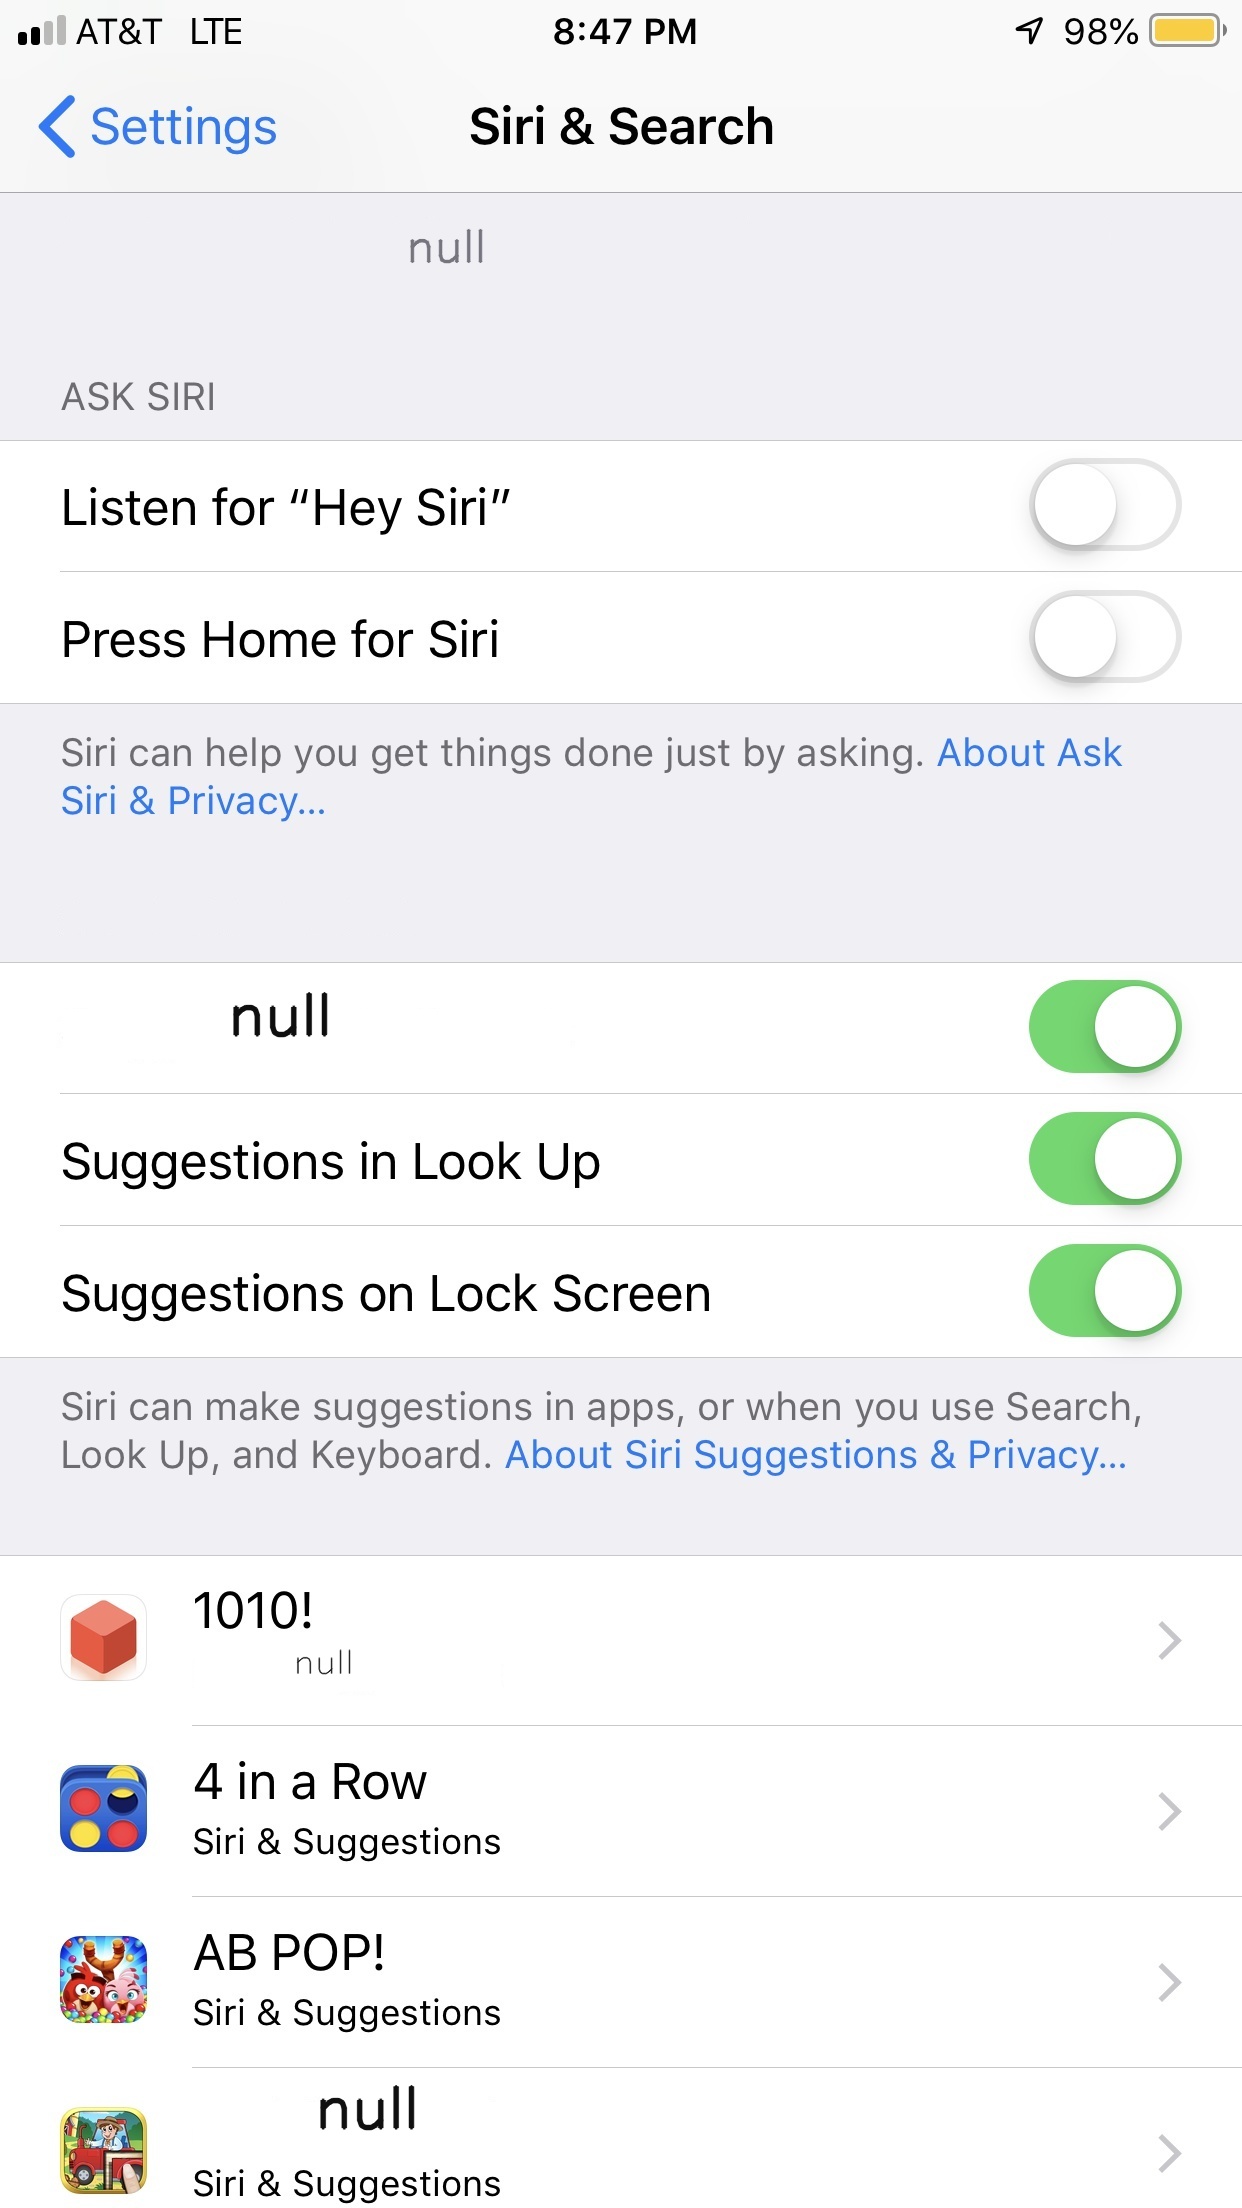 AT&T LTE 8:47 PM 98%
Settings Siri & Search
null
ASK SIRI
Listen for “Hey Siri”
Press Home for Siri
Siri can help you get things done just by asking. About Ask
Siri & Privacy...
null
Suggestions in Look Up
Suggestions on Lock Screen
Siri can make suggestions in apps, or when you use Search,
Look Up, and Keyboard. About Siri Suggestions & Privacy...
1010!
null
4 in a Row
Siri & Suggestions
AB POP!
Siri & Suggestions
null
Siri & Suggestions